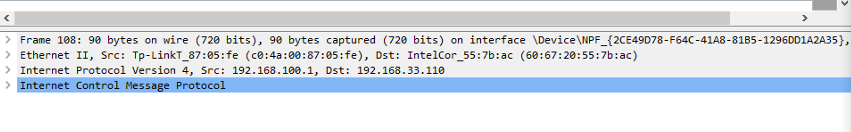 Frame 108: 90 bytes on wire (720 bits), 90 bytes captured (720 bits) on interface \Device\NPF_{2CE49D78-F64C-41A8-81B5-1296DD1A2A35},
Ethernet II, Src: Tp-LinkT_87:05:fe (c0:4a:00:87:05:fe), Dst: IntelCor_55:7b:ac (60:67:20:55:7b:ac)
Internet Protocol Version 4, Src: 192.168.100.1, Dst: 192.168.33.110
Internet Control Message Protocol